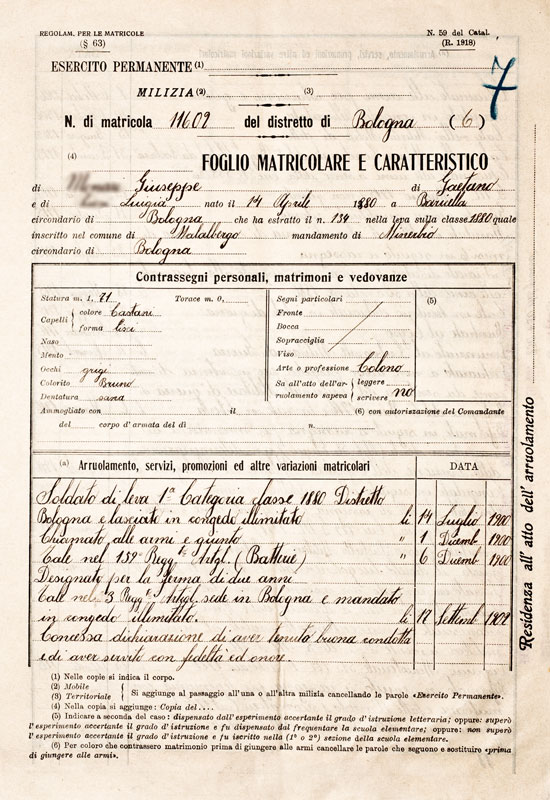 REGOLAM. PER LE MATRICOLE
(§ 63)
N. 59 del Catal.
(R. 1918)
7
ESERCITO PERMANENTE (1)
MILIZIA (2) (3)
N. di matricola 11602 del distretto di Bologna (6)
(4)
FOGLIO MATRICOLARE E CARATTERISTICO
di Giuseppe di Gaetano
e di Luigia nato il 14 Aprile 1880 a Baricella
circondario di Bologna che ha estratto il n. 134 nella leva sulla classe 1880 quale
inscritto nel comune di Malalbergo mandamento di Minerbio
circondario di Bologna
Contrassegni personali, matrimoni e vedovanze
Statura m. 1, 71 Torace m. 0,
Capelli colore Castani
forma lisci
Naso
Mento
Occhi grigi
Colorito Bruno
Dentatura sana
Segni particolari
Fronte
Bocca
Sopracciglia
Viso
Arte o professione Colono
Sa all'atto dell'ar- leggere
ruolamento sapeva scrivere no
(5)
Ammogliato con il (6) con autorizzazione del Comandante
del corpo d'armata del dì n.
(a) Arruolamento, servizi, promozioni ed altre variazioni matricolari
DATA
Soldato di leva 1ª Categoria classe 1880 Distretto
Bologna e lasciato in congedo illimitato li 14 Luglio 1900
Chiamato alle armi e giunto " 1 Dicemb 1900
Tale nel Regg. Artigl. (Batterie) " 6 Dicemb 1900
Designato per la ferma di due anni
Tale nel 3 Regg. Artigl. sede in Bologna e mandato
in congedo illimitato. li 17 Settemb 1902
Concessa dichiarazione di aver tenuto buona condotta
e di aver servito con fedeltà ed onore.
Residenza all' atto dell' arruolamento
(1) Nelle copie si indica il corpo.
(2) Mobile
(3) Territoriale
Si aggiunge al passaggio all'una o all'altra milizia cancellando le parole «Esercito Permanente».
(4) Nella copia si aggiunge: Copia del....
(5) Indicare a seconda del caso: dispensato dall'esperimento accertante il grado d'istruzione letteraria; oppure: superò
l'esperimento accertante il grado d'istruzione e fu dispensato dal frequentare la scuola elementare; oppure: non superò
l'esperimento accertante il grado d'istruzione e fu iscritto nella (1ª o 2ª) sezione della scuola elementare.
(6) Per coloro che contrassero matrimonio prima di giungere alle armi cancellare le parole che seguono e sostituire «prima
di giungere alle armi».